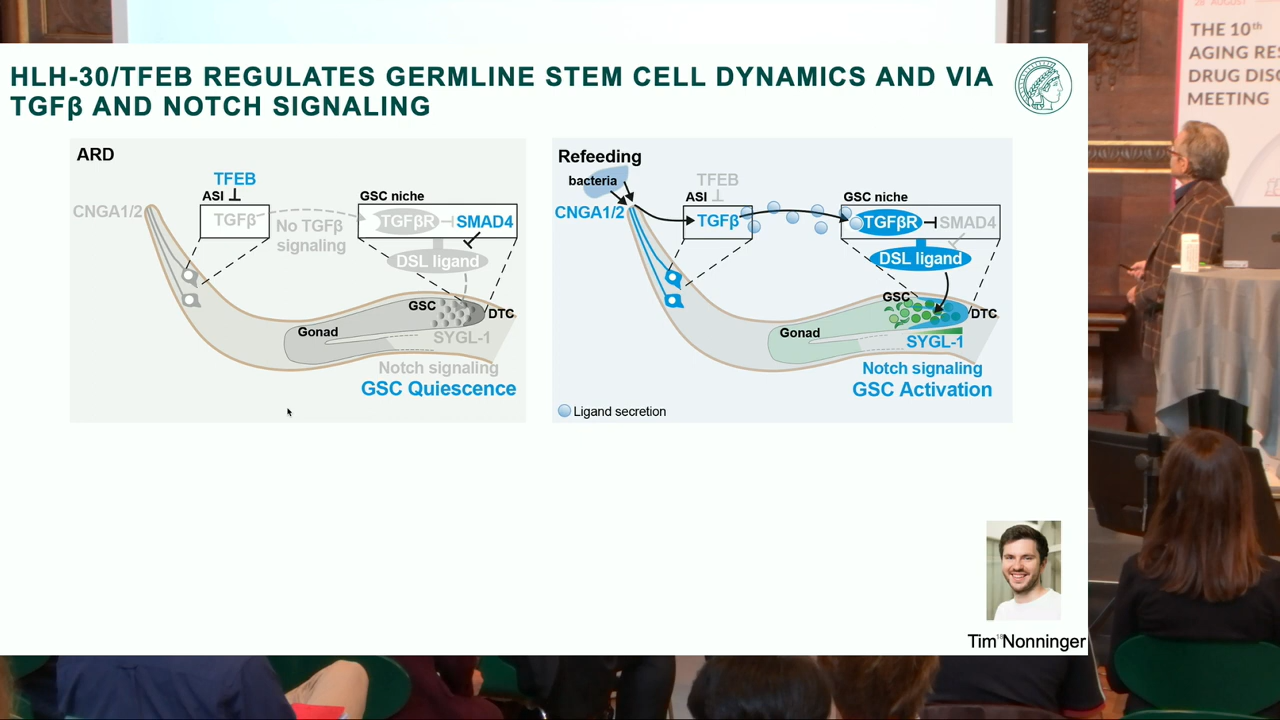 28 AUGUST
THE 10th
AGING RES
DRUG DISC
MEETING
HLH-30/TFEB REGULATES GERMLINE STEM CELL DYNAMICS AND VIA
TGFβ AND NOTCH SIGNALING
ARD
TFEB
ASI
TGFβ
CNGA1/2
No TGFβ
signaling
GSC niche
TGFβR
SMAD4
DSL ligand
GSC
DTC
Gonad
SYGL-1
Notch signaling
GSC Quiescence
Refeeding
bacteria
CNGA1/2
TFEB
ASI
TGFβ
GSC niche
TGFβR
SMAD4
DSL ligand
GSC
DTC
Gonad
SYGL-1
Notch signaling
GSC Activation
Ligand secretion
Tim Nonninger